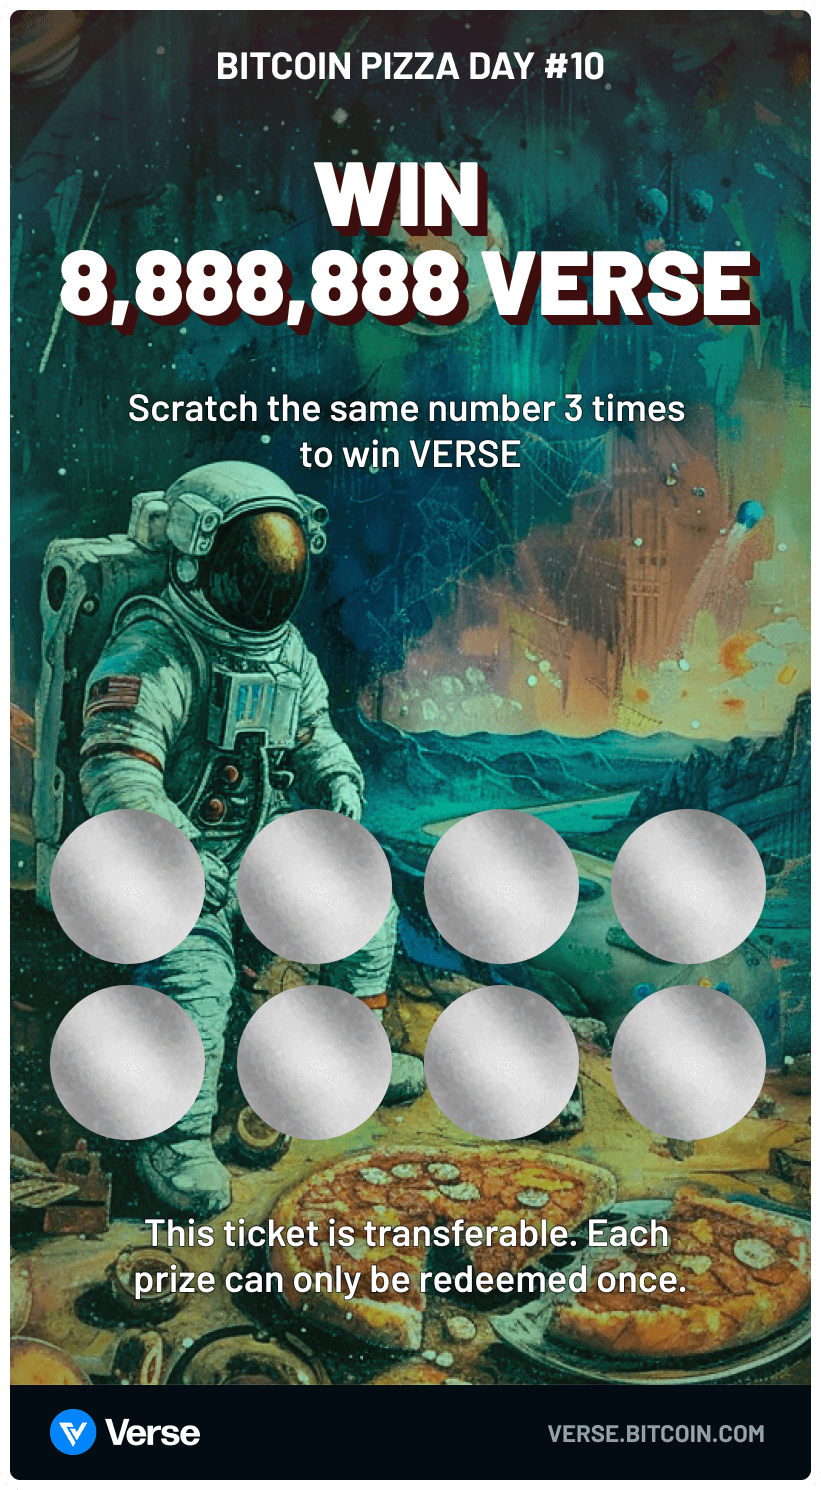 BITCOIN PIZZA DAY #10
WIN
8,888,888 VERSE
Scratch the same number 3 times
to win VERSE
This ticket is transferable. Each
prize can only be redeemed once.
Verse
VERSE.BITCOIN.COM